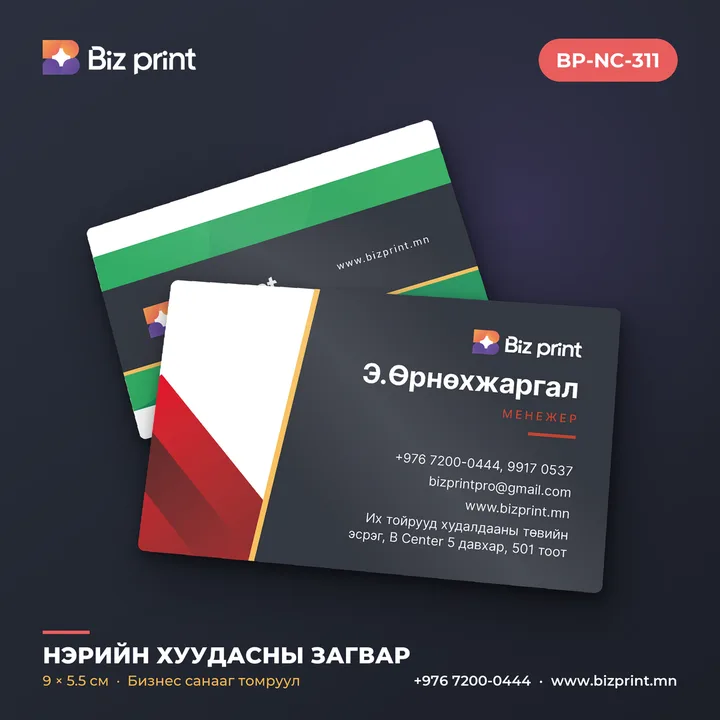 Biz print
BP-NC-311
www.bizprint.mn
Biz print
Э.Өрнөхжаргал
МЕНЕЖЕР
+976 7200-0444, 9917 0537
bizprintpro@gmail.com
www.bizprint.mn
Их тойрууд худалдааны төвийн
эсрэг, B Center 5 давхар, 501 тоот
НЭРИЙН ХУУДАСНЫ ЗАГВАР
9 × 5.5 см · Бизнес санааг томруул
+976 7200-0444 · www.bizprint.mn